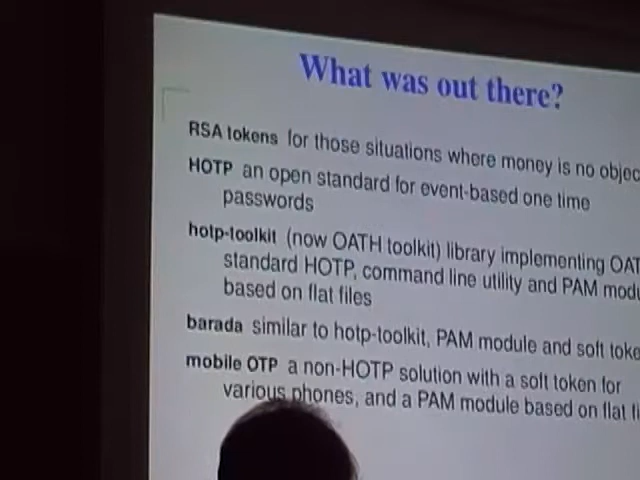 What was out there?
RSA tokens for those situations where money is no objec
HOTP an open standard for event-based one time
passwords
hotp-toolkit (now OATH toolkit) library implementing OAT
standard HOTP, command line utility and PAM modu
based on flat files
barada similar to hotp-toolkit, PAM module and soft toke
mobile OTP a non-HOTP solution with a soft token for
various phones, and a PAM module based on flat fi